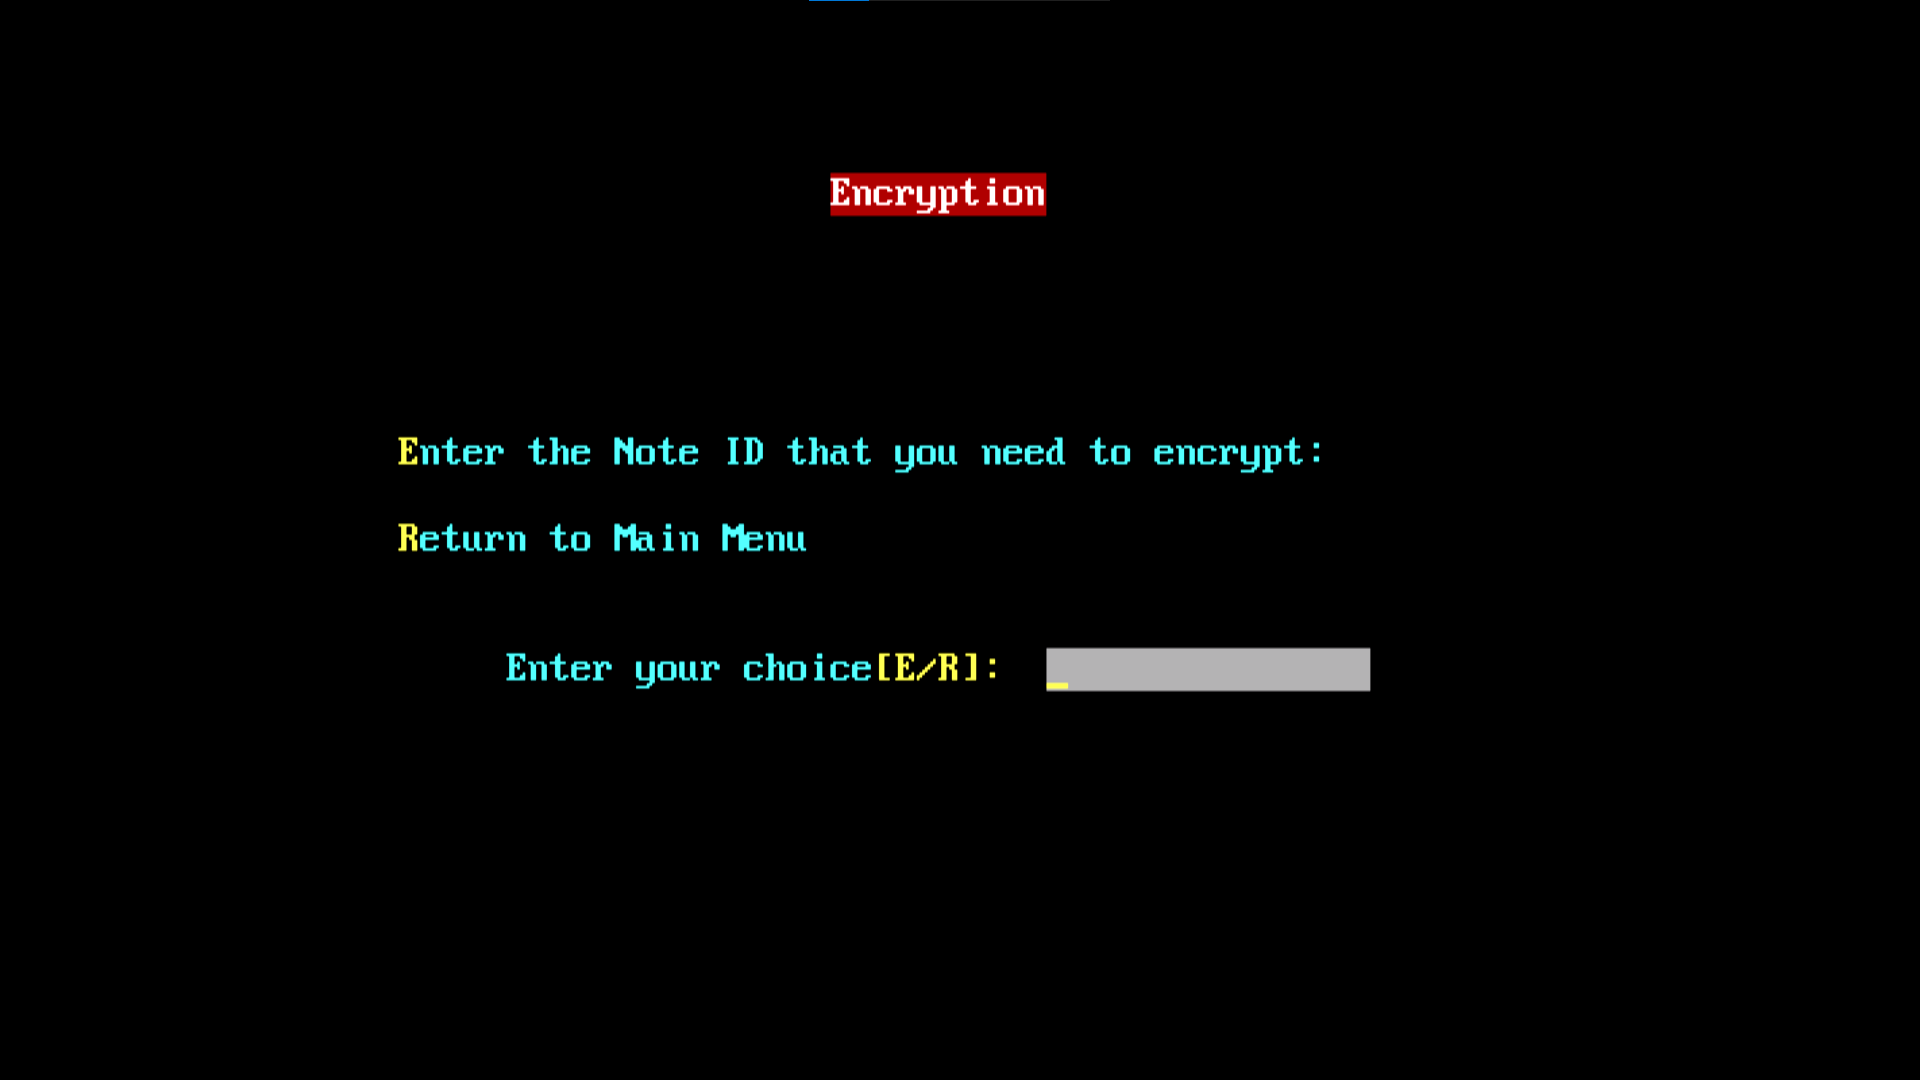 Encryption
Enter the Note ID that you need to encrypt:
Return to Main Menu
Enter your choice[E/R]: